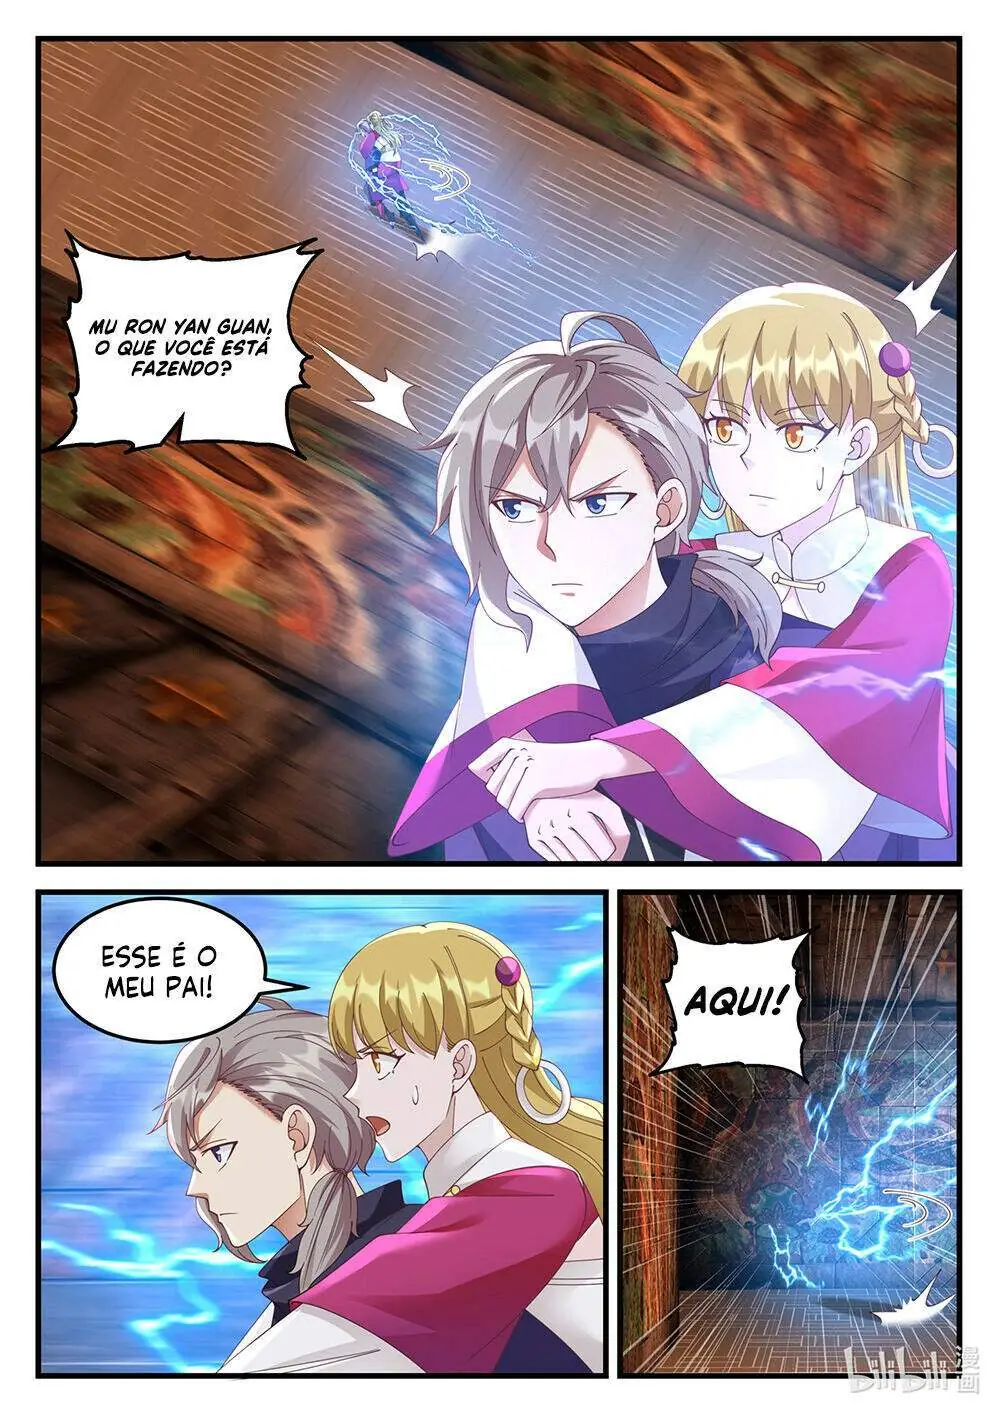 MU RON YAN GUAN,
O QUE VOCÊ ESTÁ
FAZENDO?
ESSE É O
MEU PAI!
AQUI!
bilibili 漫画